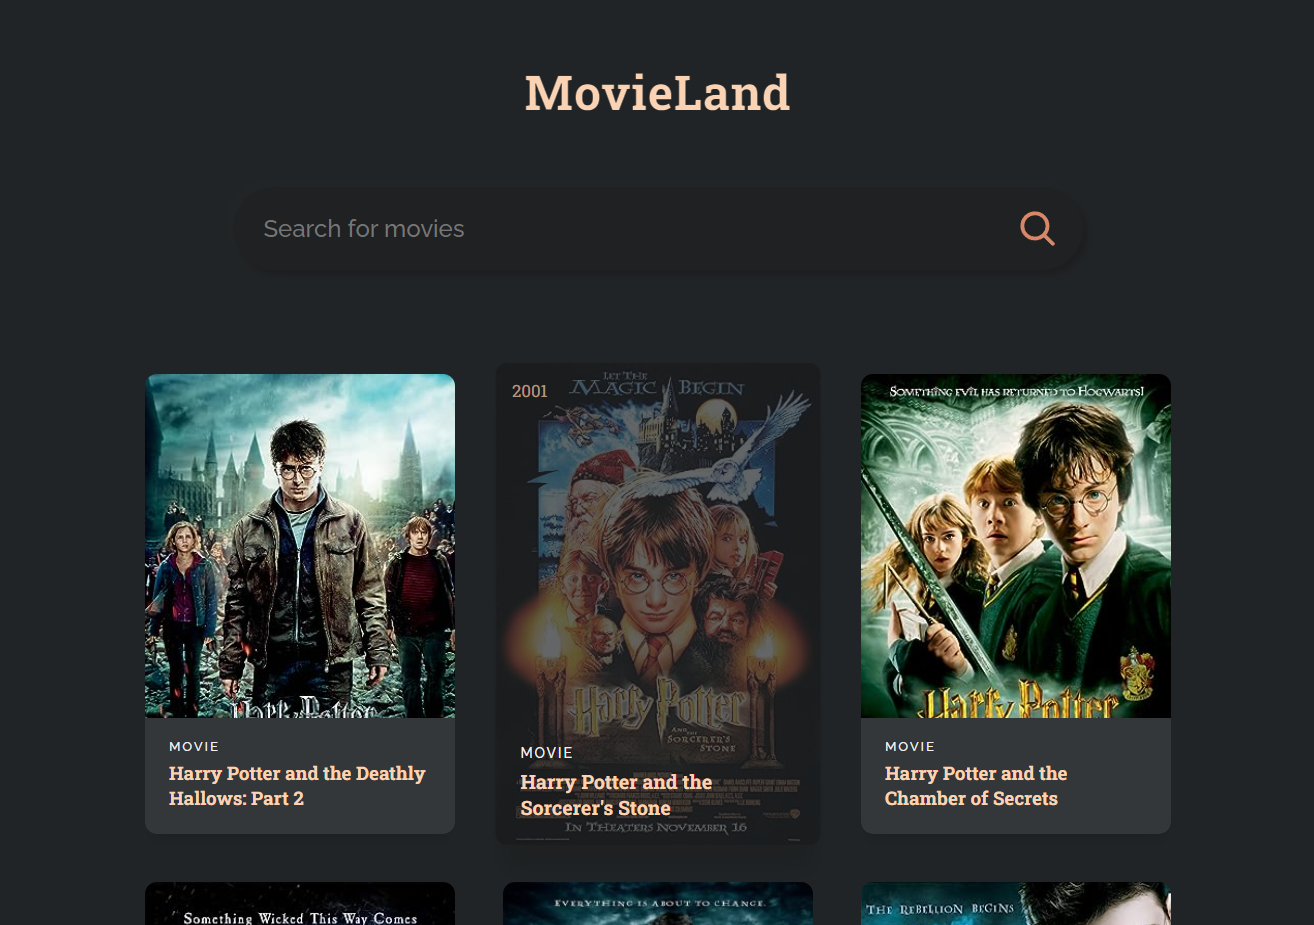 MovieLand
Search for movies
2001
LET THE
MAGIC BEGIN
SOMETHING EVIL HAS RETURNED TO HOGWARTS!
Harry Potter
Harry Potter
AND THE
SORCERER'S
STONE
Harry Potter
MOVIE
Harry Potter and the Deathly
Hallows: Part 2
MOVIE
Harry Potter and the
Sorcerer's Stone
IN THEATERS NOVEMBER 16
MOVIE
Harry Potter and the
Chamber of Secrets
Something Wicked This Way Comes
EVERYTHING IS ABOUT TO CHANGE.
THE REBELLION BEGINS